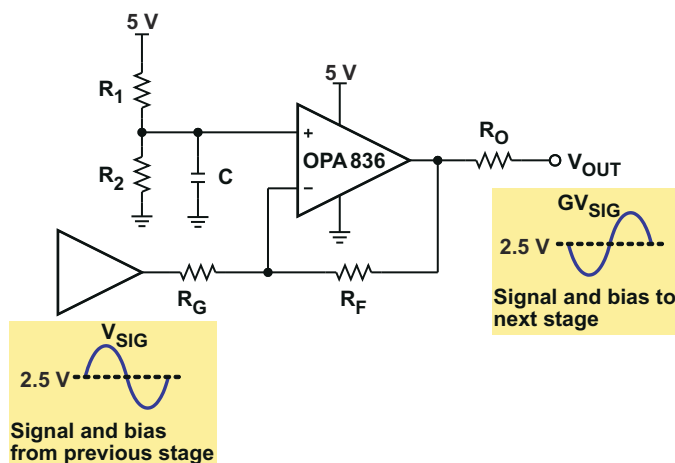 5 V
R1
5 V
+
OPA 836
−
R2
C
RO
VOUT
GVSIG
2.5 V
Signal and bias to
next stage
RG
RF
VSIG
2.5 V
Signal and bias
from previous stage